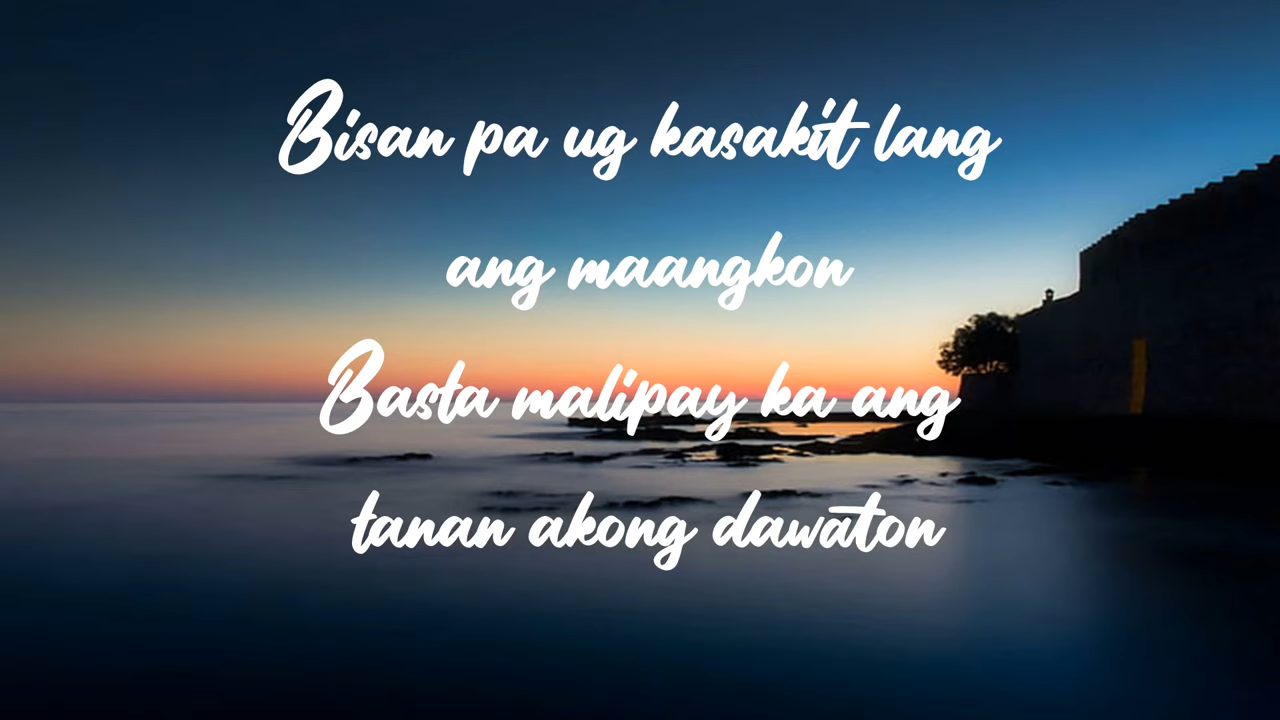 Bisan pa ug kasakit lang
ang maangkon
Basta malipay ka ang
tanan akong dawaton